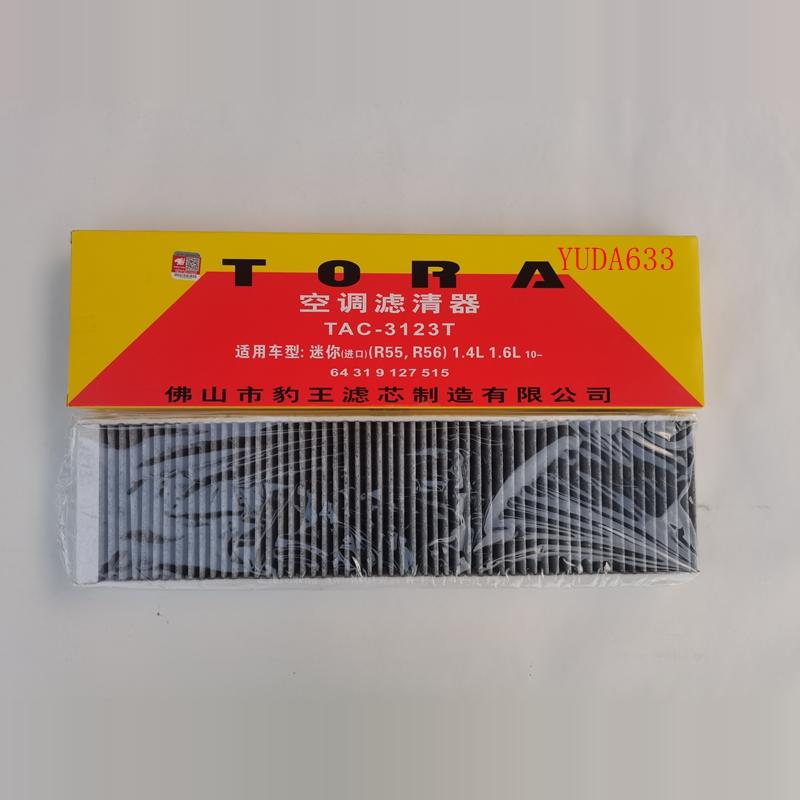 TORA
YUDA633
空调滤清器
TAC-3123T
适用车型: 迷你(进口)(R55, R56) 1.4L 1.6L 10-
64 31 9 127 515
佛山市豹王滤芯制造有限公司